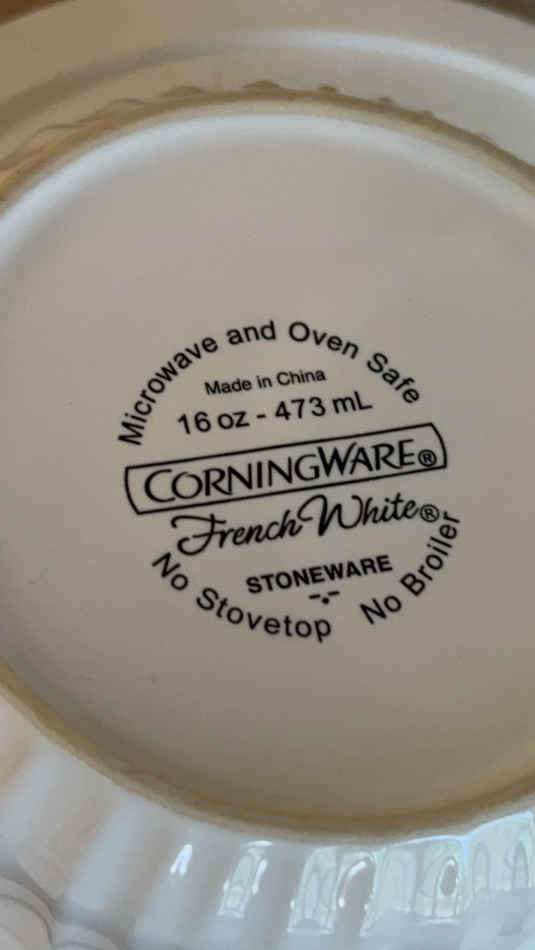 Microwave and Oven Safe
Made in China
16 oz - 473 mL
CORNINGWARE®
French White®
STONEWARE
No Stovetop No Broiler